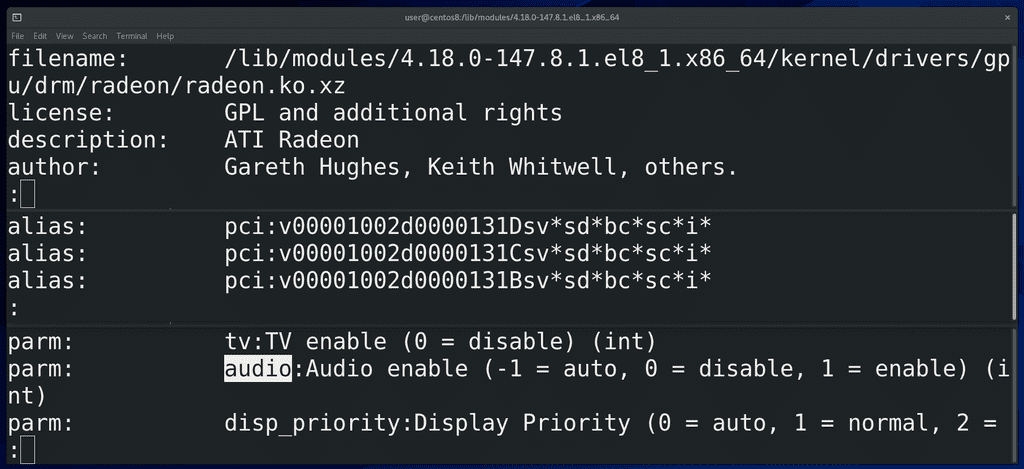 user@centos8:/lib/modules/4.18.0-147.8.1.el8_1.x86_64
File Edit View Search Terminal Help
filename: /lib/modules/4.18.0-147.8.1.el8_1.x86_64/kernel/drivers/gp
u/drm/radeon/radeon.ko.xz
license: GPL and additional rights
description: ATI Radeon
author: Gareth Hughes, Keith Whitwell, others.
:
alias: pci:v00001002d0000131Dsv*sd*bc*sc*i*
alias: pci:v00001002d0000131Csv*sd*bc*sc*i*
alias: pci:v00001002d0000131Bsv*sd*bc*sc*i*
:
parm: tv:TV enable (0 = disable) (int)
parm: audio:Audio enable (-1 = auto, 0 = disable, 1 = enable) (i
nt)
parm: disp_priority:Display Priority (0 = auto, 1 = normal, 2 =
: